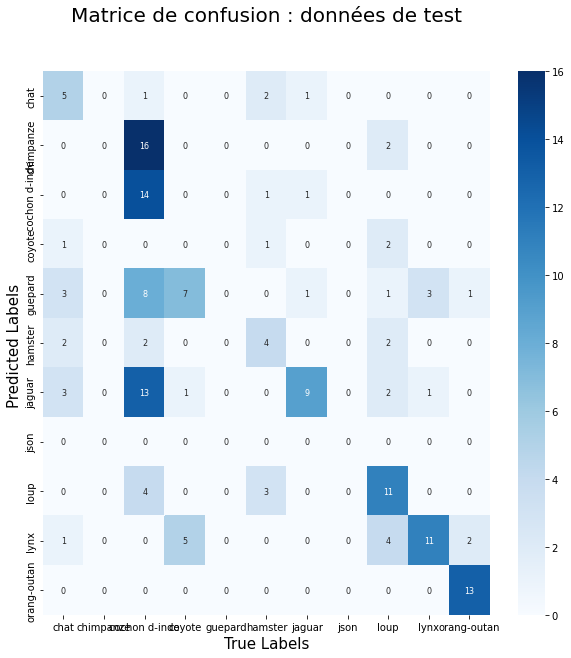 Matrice de confusion : données de test
chat 5 0 1 0 0 2 1 0 0 0 0
chimpanze 0 0 16 0 0 0 0 0 2 0 0
cochon d-inde 0 0 14 0 0 1 1 0 0 0 0
coyote 1 0 0 0 0 1 0 0 2 0 0
guepard 3 0 8 7 0 0 1 0 1 3 1
hamster 2 0 2 0 0 4 0 0 2 0 0
jaguar 3 0 13 1 0 0 9 0 2 1 0
json 0 0 0 0 0 0 0 0 0 0 0
loup 0 0 4 0 0 3 0 0 11 0 0
lynx 1 0 0 5 0 0 0 0 4 11 2
orang-outan 0 0 0 0 0 0 0 0 0 0 13
chat chimpanze cochon d-inde coyote guepard hamster jaguar json loup lynx orang-outan
Predicted Labels
True Labels
16
14
12
10
8
6
4
2
0